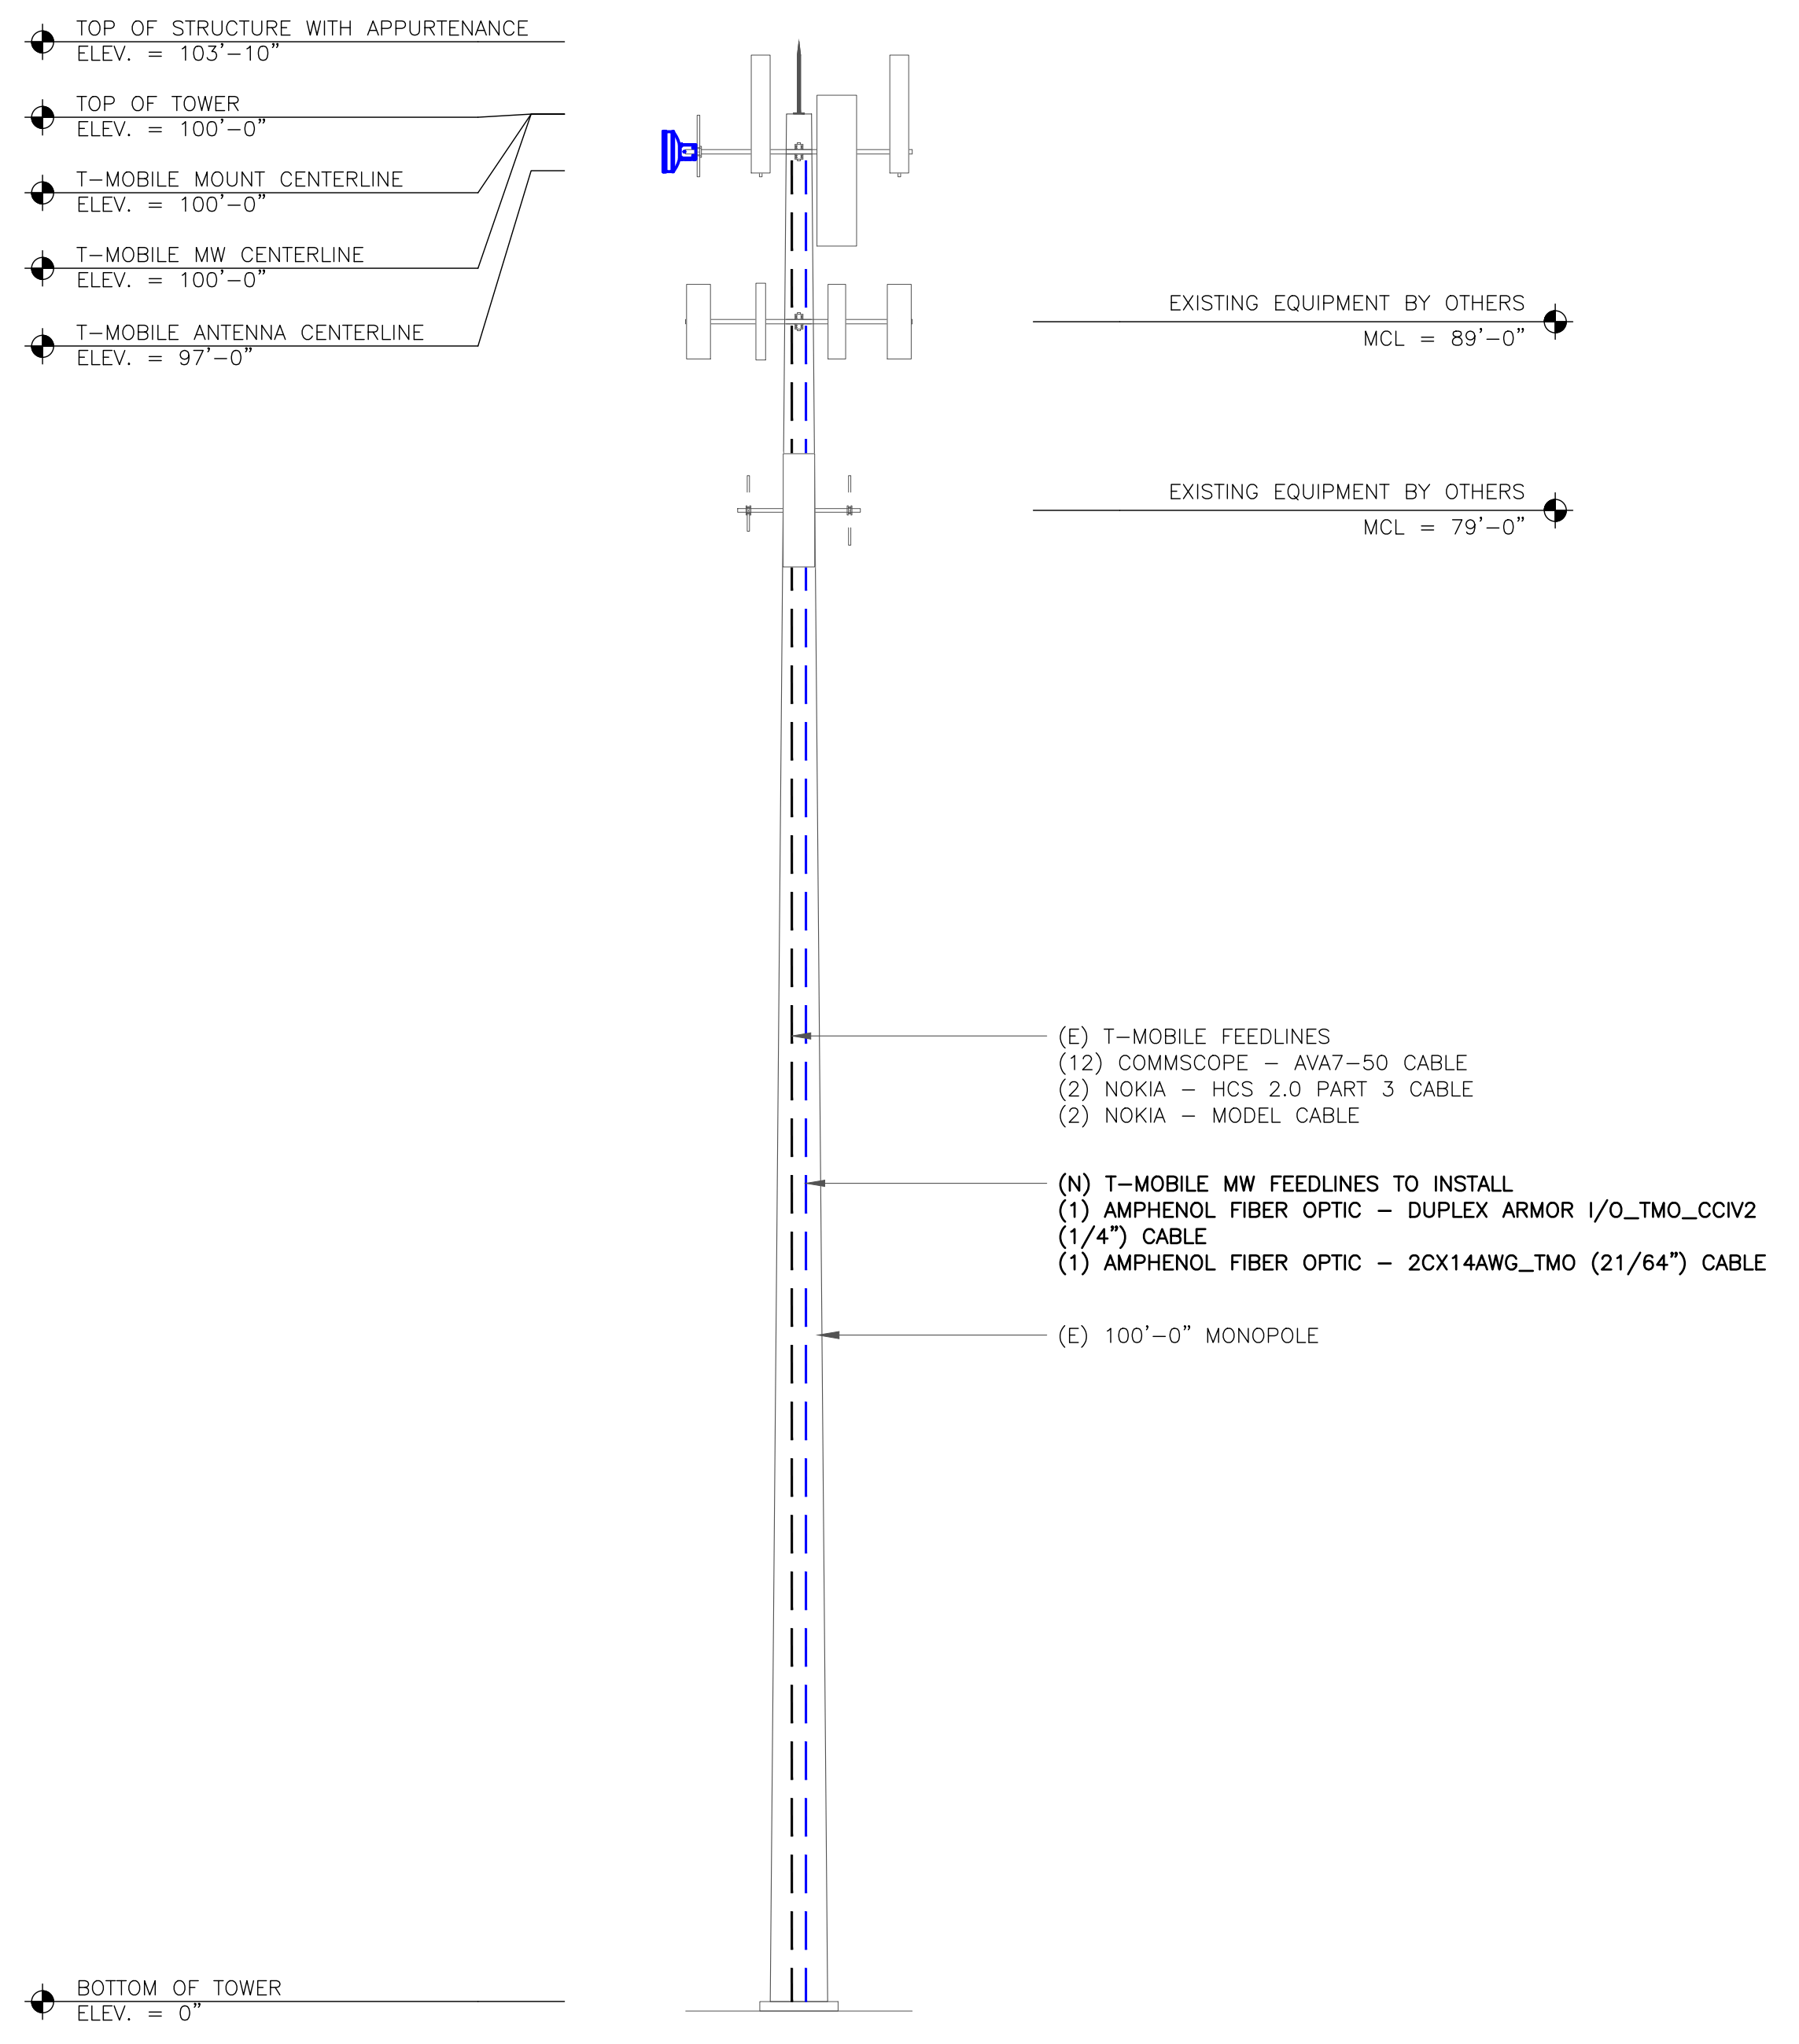 TOP OF STRUCTURE WITH APPURTENANCE
ELEV. = 103'-10"
TOP OF TOWER
ELEV. = 100'-0"
T-MOBILE MOUNT CENTERLINE
ELEV. = 100'-0"
T-MOBILE MW CENTERLINE
ELEV. = 100'-0"
T-MOBILE ANTENNA CENTERLINE
ELEV. = 97'-0"
EXISTING EQUIPMENT BY OTHERS
MCL = 89'-0"
EXISTING EQUIPMENT BY OTHERS
MCL = 79'-0"
(E) T-MOBILE FEEDLINES
(12) COMMSCOPE - AVA7-50 CABLE
(2) NOKIA - HCS 2.0 PART 3 CABLE
(2) NOKIA - MODEL CABLE
(N) T-MOBILE MW FEEDLINES TO INSTALL
(1) AMPHENOL FIBER OPTIC - DUPLEX ARMOR I/O_TMO_CCIV2
(1/4") CABLE
(1) AMPHENOL FIBER OPTIC - 2CX14AWG_TMO (21/64") CABLE
(E) 100'-0" MONOPOLE
BOTTOM OF TOWER
ELEV. = 0"